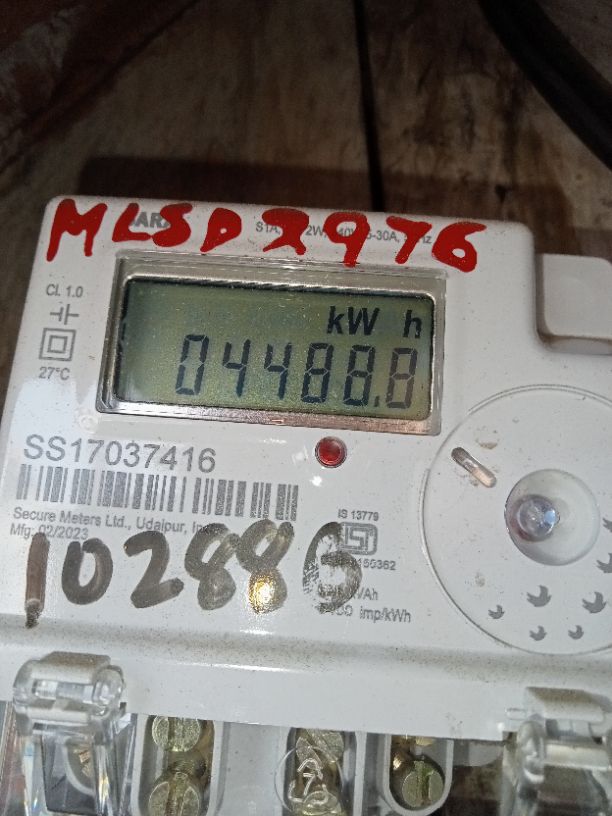 MLSD2976
CL 1.0
27°C
kW h
04488.8
SS17037416
Secure Meters Ltd., Udaipur,
Mfg: 02/2023
IS 13779
102886
imp/kWh